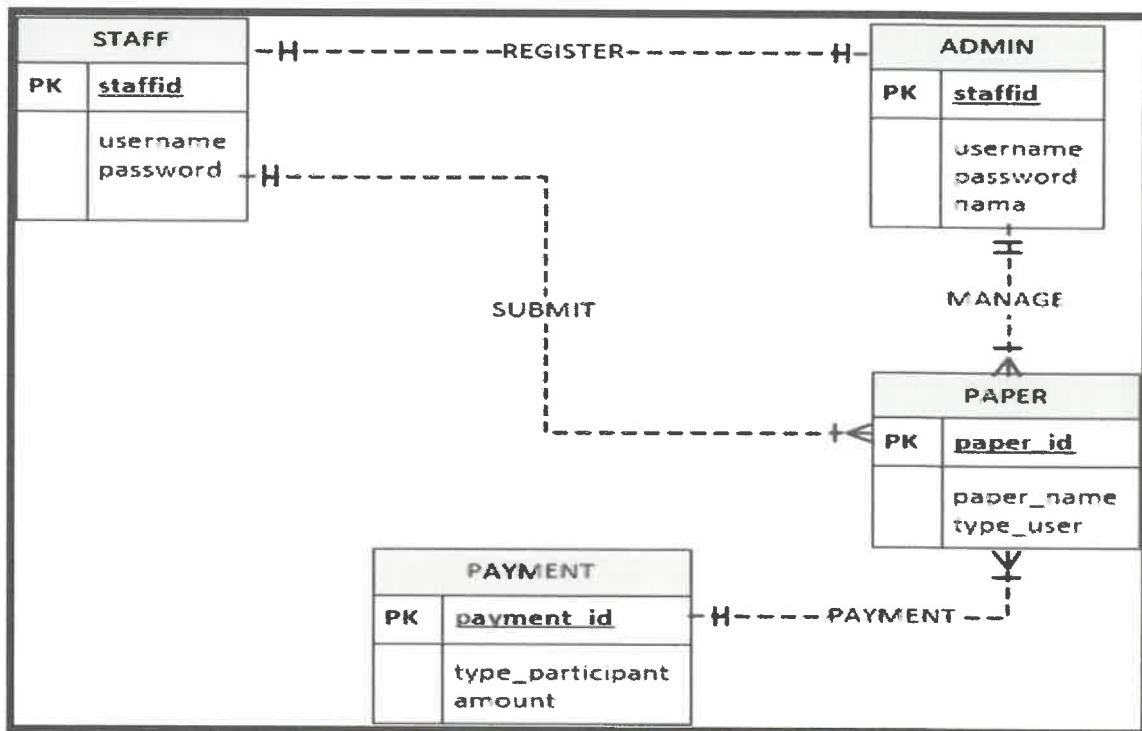 STAFF
PK staffid
username
password
REGISTER
ADMIN
PK staffid
username
password
nama
SUBMIT
MANAGE
PAPER
PK paper_id
paper_name
type_user
PAYMENT
PK payment_id
type_participant
amount
PAYMENT